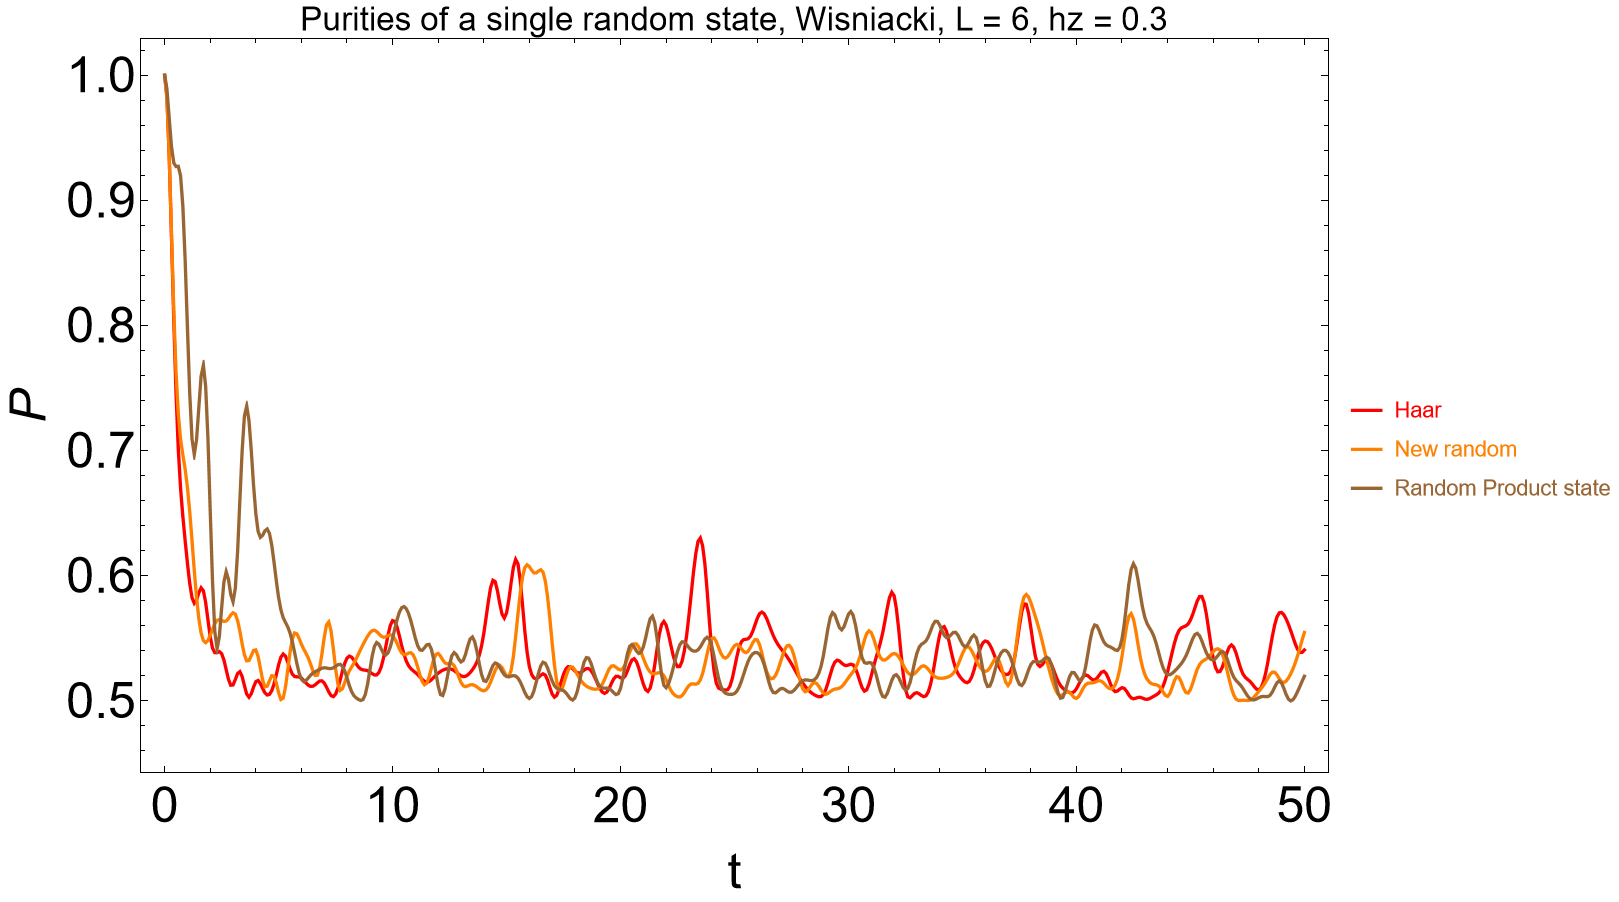 Purities of a single random state, Wisniacki, L = 6, hz = 0.3
1.0
0.9
0.8
0.7
0.6
0.5
P
0 10 20 30 40 50
t
Haar
New random
Random Product state